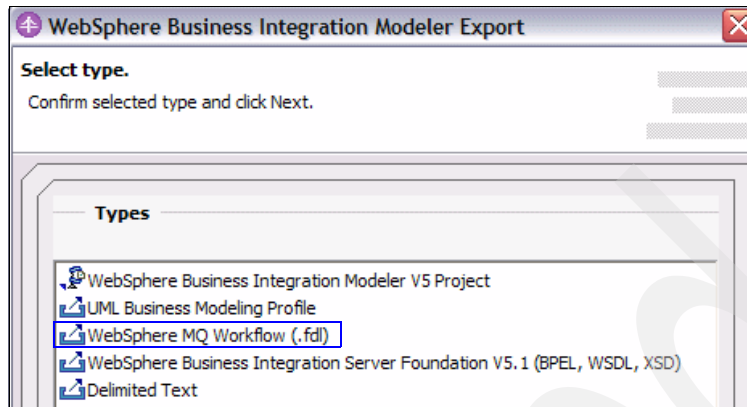 WebSphere Business Integration Modeler Export
Select type.
Confirm selected type and click Next.
Types
WebSphere Business Integration Modeler V5 Project
UML Business Modeling Profile
WebSphere MQ Workflow (.fdl)
WebSphere Business Integration Server Foundation V5.1 (BPEL, WSDL, XSD)
Delimited Text